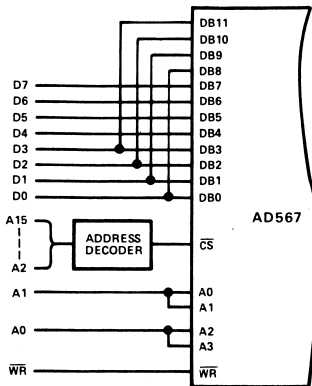 DB11
DB10
DB9
DB8
D7 DB7
D6 DB6
D5 DB5
D4 DB4
D3 DB3
D2 DB2
D1 DB1
D0 DB0
AD567
A15
ADDRESS
DECODER
CS
A2
A1 A0
A1
A0 A2
A3
WR WR